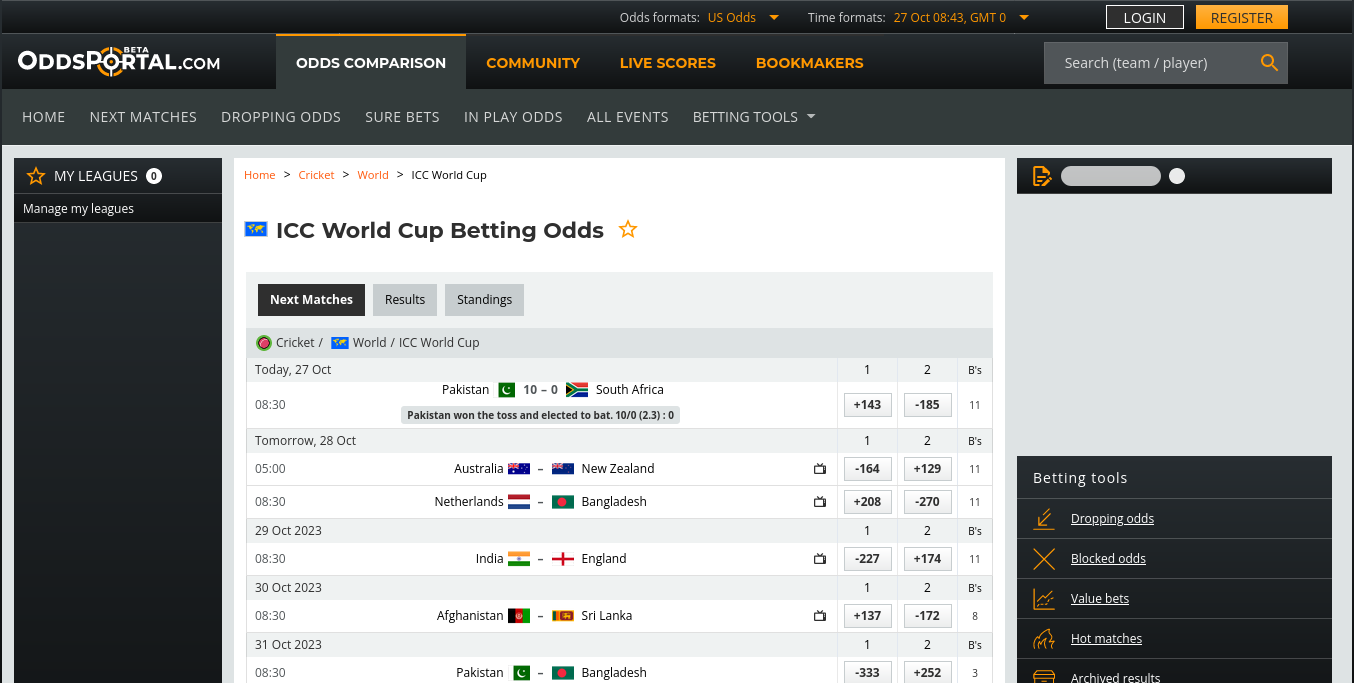 Odds formats: US Odds Time formats: 27 Oct 08:43, GMT 0 LOGIN REGISTER
ODDSPORTAL.COM BETA ODDS COMPARISON COMMUNITY LIVE SCORES BOOKMAKERS Search (team / player)
HOME NEXT MATCHES DROPPING ODDS SURE BETS IN PLAY ODDS ALL EVENTS BETTING TOOLS
MY LEAGUES 0
Manage my leagues
Home > Cricket > World > ICC World Cup
ICC World Cup Betting Odds
Next Matches Results Standings
Cricket / World / ICC World Cup
Today, 27 Oct 1 2 B's
08:30 Pakistan 10 – 0 South Africa +143 -185 11
Pakistan won the toss and elected to bat. 10/0 (2.3) : 0
Tomorrow, 28 Oct 1 2 B's
05:00 Australia – New Zealand -164 +129 11
08:30 Netherlands – Bangladesh +208 -270 11
29 Oct 2023 1 2 B's
08:30 India – England -227 +174 11
30 Oct 2023 1 2 B's
08:30 Afghanistan – Sri Lanka +137 -172 8
31 Oct 2023 1 2 B's
08:30 Pakistan – Bangladesh -333 +252 3
Betting tools
Dropping odds
Blocked odds
Value bets
Hot matches
Archived results